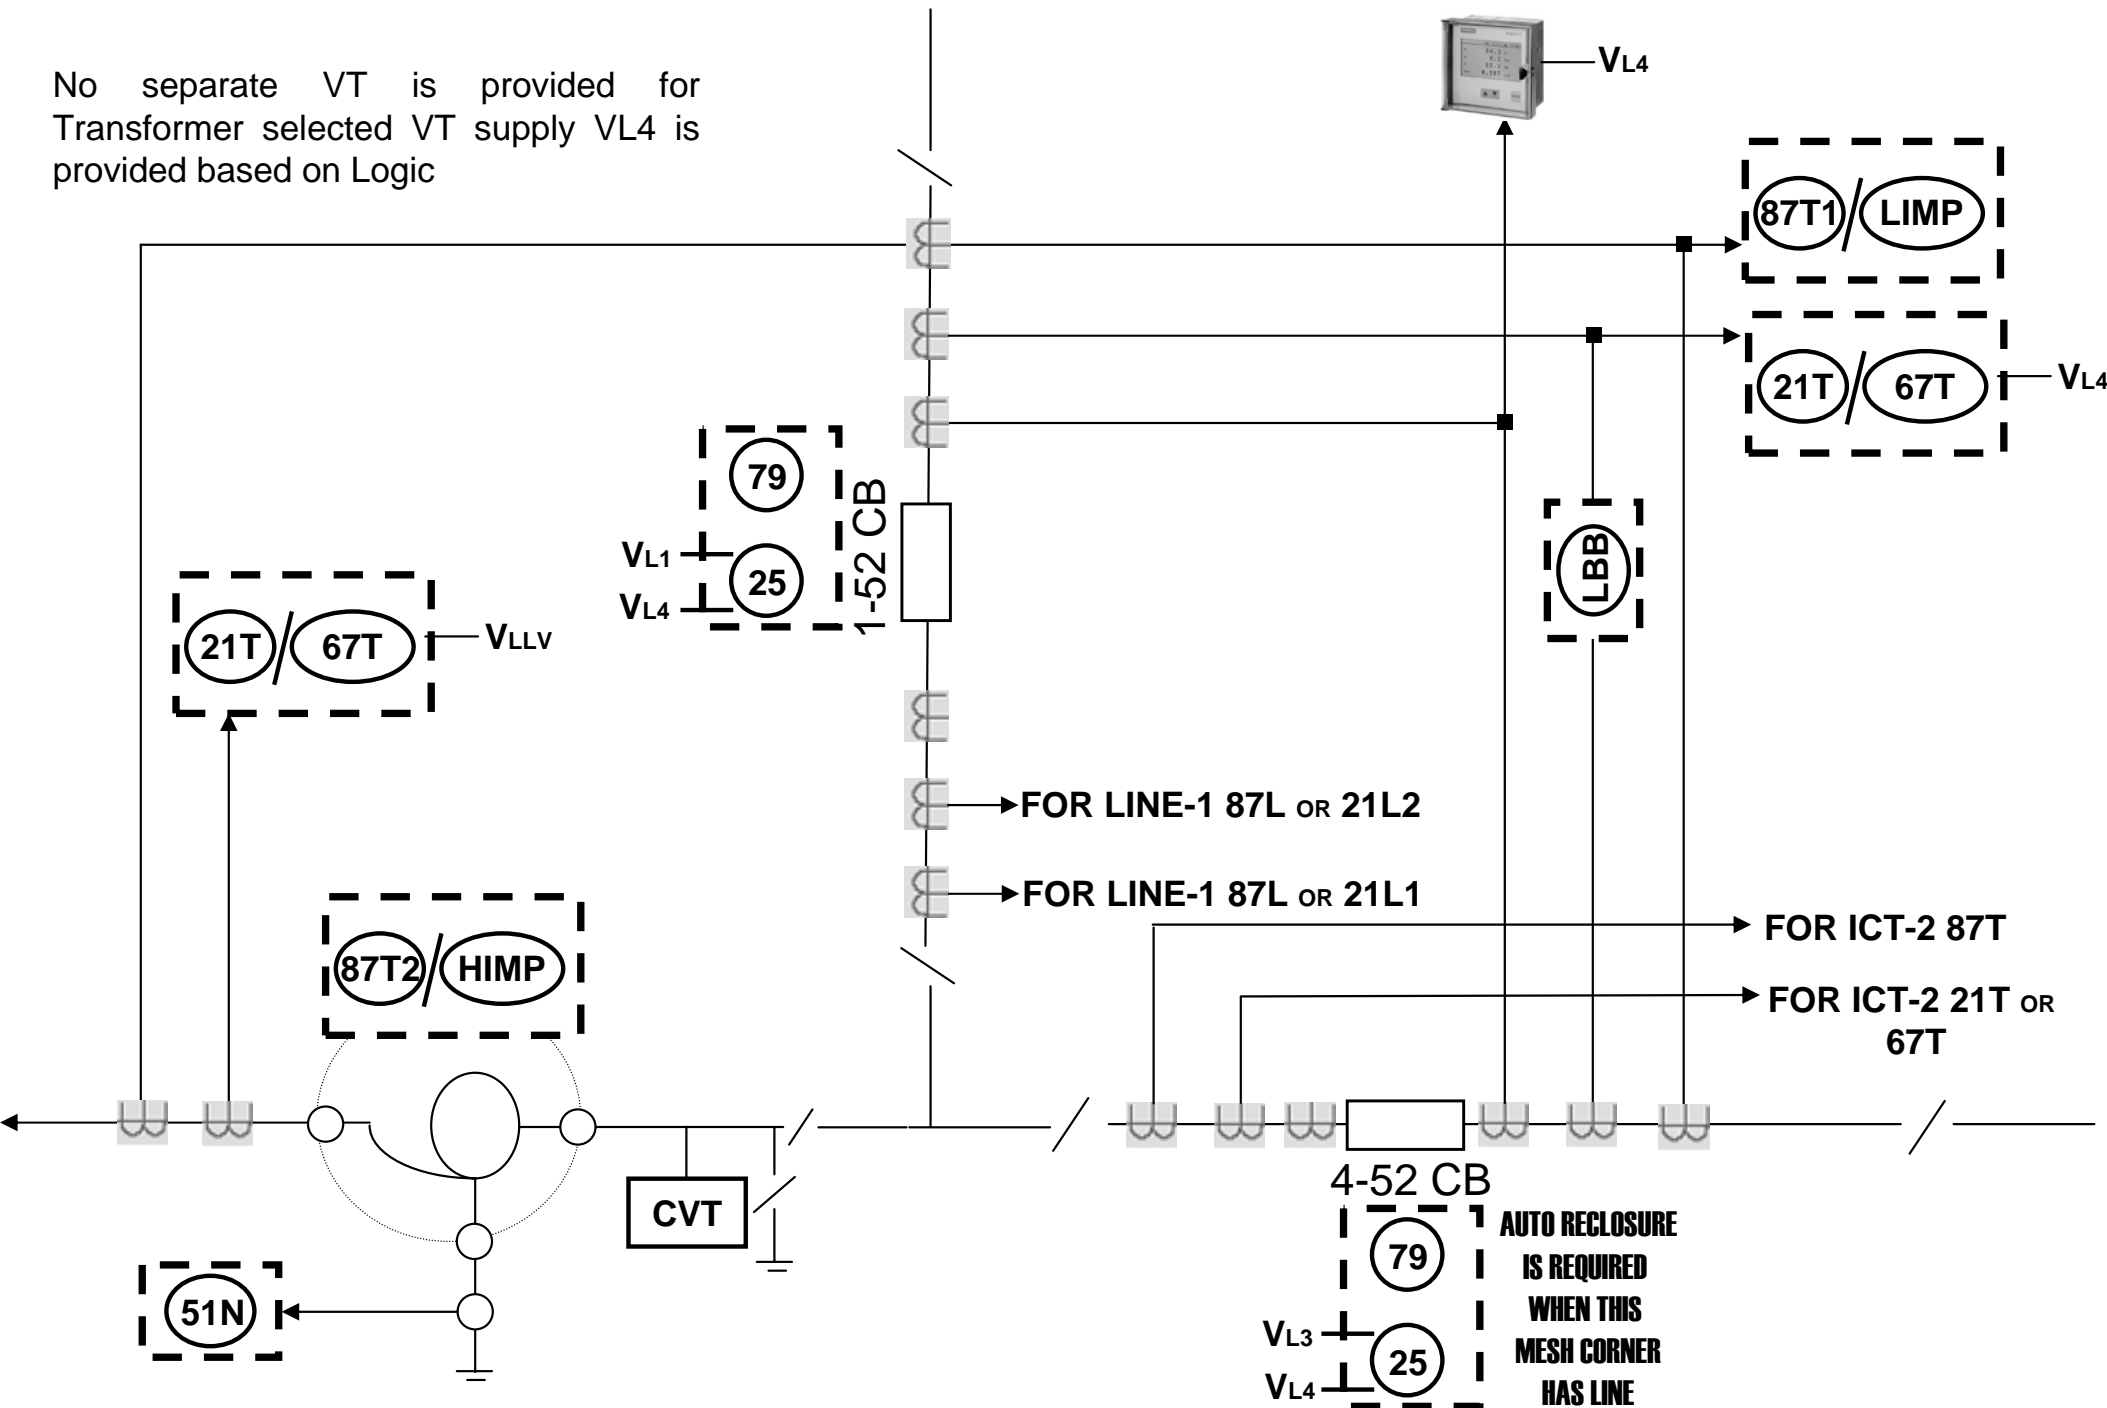 No separate VT is provided for
Transformer selected VT supply VL4 is
provided based on Logic
VL4
87T1 / LIMP
21T / 67T
VL4
79
VL1
25
VL4
1-52 CB
LBB
21T / 67T
VLLV
FOR LINE-1 87L OR 21L2
FOR LINE-1 87L OR 21L1
FOR ICT-2 87T
FOR ICT-2 21T OR
67T
87T2 / HIMP
CVT
51N
4-52 CB
79
VL3
25
VL4
AUTO RECLOSURE
IS REQUIRED
WHEN THIS
MESH CORNER
HAS LINE